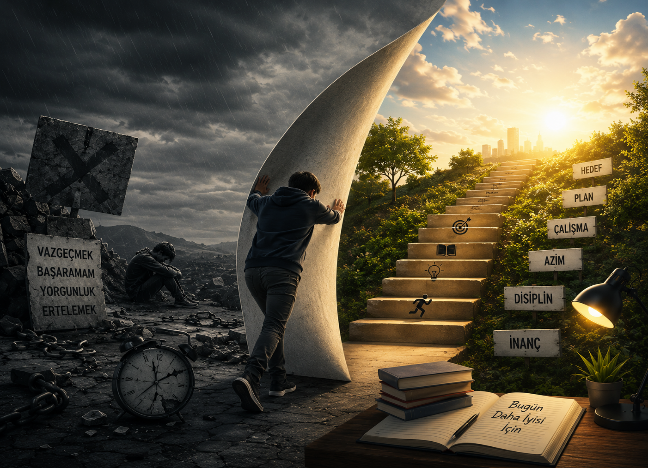 VAZGEÇMEK
BAŞARAMAM
YORGUNLUK
ERTELEMEK
HEDEF
PLAN
ÇALIŞMA
AZİM
DİSİPLİN
İNANÇ
Bugün
Daha İyisi
İçin